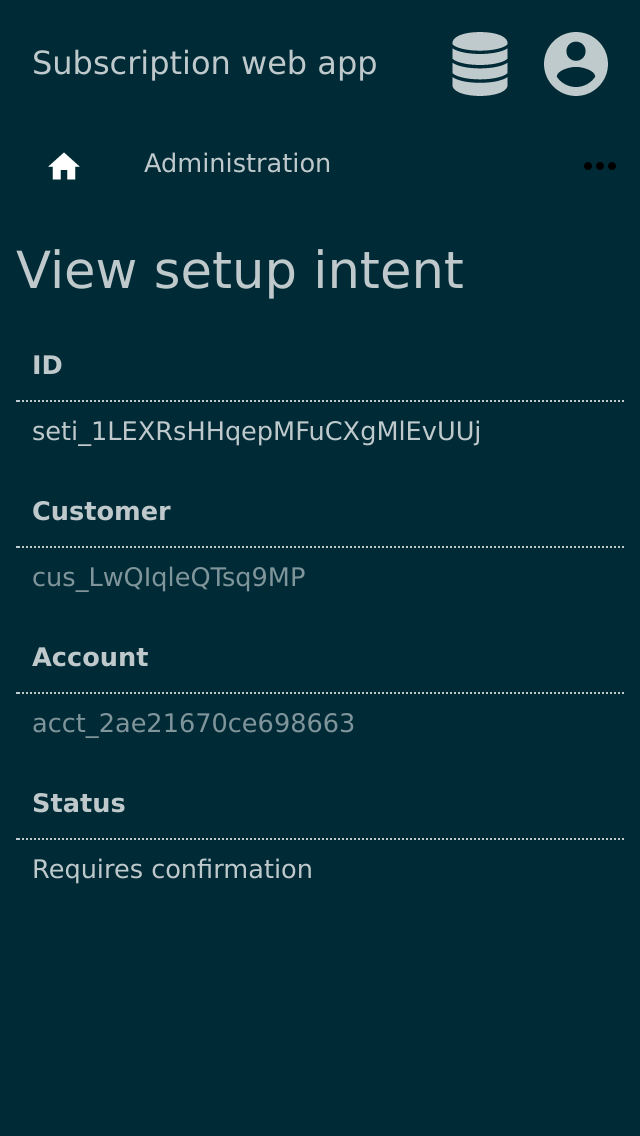 Subscription web app
Administration
View setup intent
ID
seti_1LEXRsHHqepMFuCXgMlEvUUj
Customer
cus_LwQIqleQTsq9MP
Account
acct_2ae21670ce698663
Status
Requires confirmation